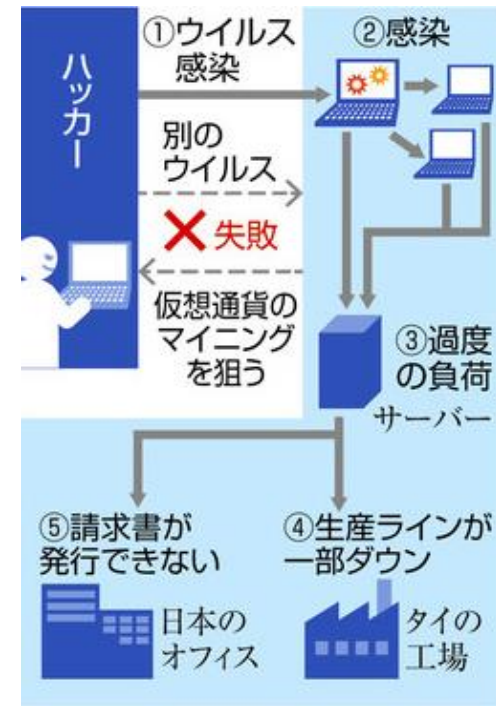 ハッカー
①ウイルス
感染
②感染
別の
ウイルス
失敗
仮想通貨の
マイニング
を狙う
③過度
の負荷
サーバー
⑤請求書が
発行できない
日本の
オフィス
④生産ラインが
一部ダウン
タイの
工場